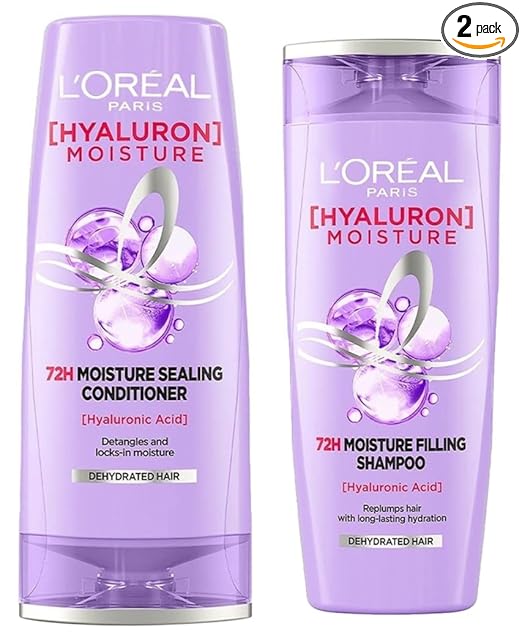 2
pack
L'ORÉAL
PARIS
[HYALURON]
MOISTURE
72H MOISTURE SEALING
CONDITIONER
[Hyaluronic Acid]
Detangles and
locks-in moisture
DEHYDRATED HAIR
L'ORÉAL
PARIS
[HYALURON]
MOISTURE
72H MOISTURE FILLING
SHAMPOO
[Hyaluronic Acid]
Replumps hair
with long-lasting hydration
DEHYDRATED HAIR